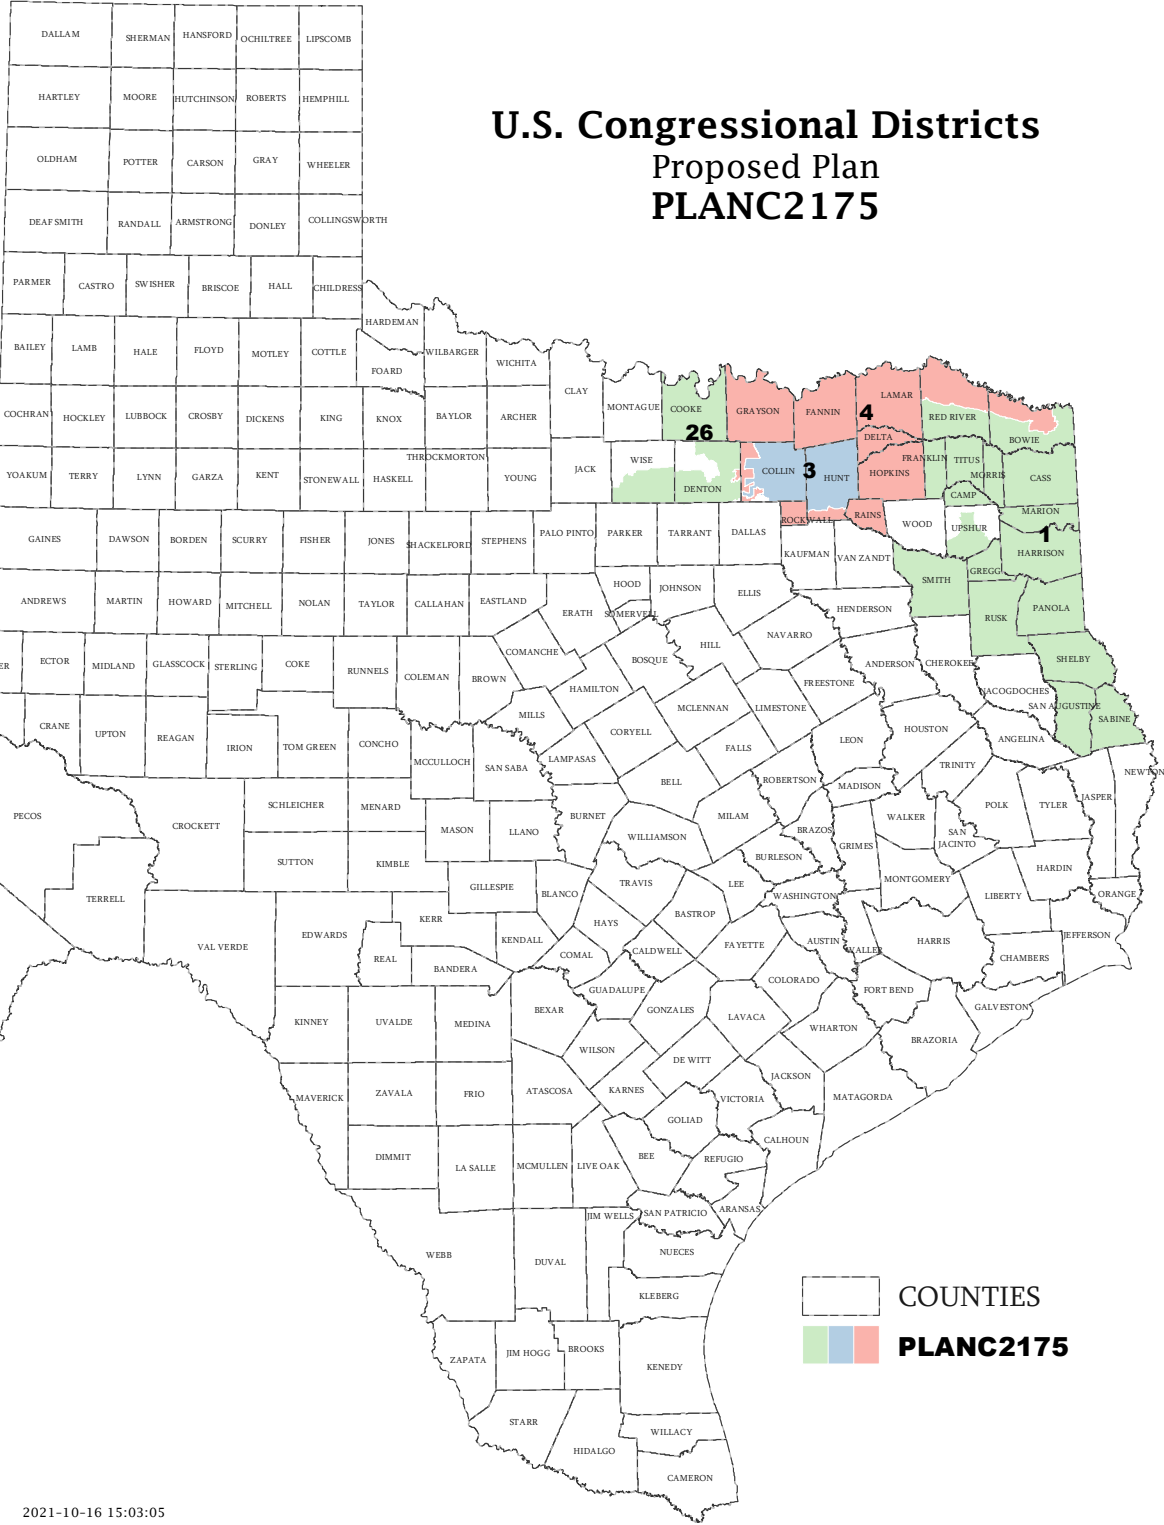 U.S. Congressional Districts
Proposed Plan
PLANC2175
DALLAM SHERMAN HANSFORD OCHILTREE LIPSCOMB
HARTLEY MOORE HUTCHINSON ROBERTS HEMPHILL
OLDHAM POTTER CARSON GRAY WHEELER
DEAF SMITH RANDALL ARMSTRONG DONLEY COLLINGSWORTH
PARMER CASTRO SWISHER BRISCOE HALL CHILDRESS
HARDEMAN
BAILEY LAMB HALE FLOYD MOTLEY COTTLE WILBARGER WICHITA
FOARD CLAY
COCHRAN HOCKLEY LUBBOCK CROSBY DICKENS KING KNOX BAYLOR ARCHER MONTAGUE COOKE GRAYSON FANNIN LAMAR RED RIVER BOWIE
26 4
DELTA
YOAKUM TERRY LYNN GARZA KENT STONEWALL HASKELL THROCKMORTON YOUNG JACK WISE DENTON COLLIN 3 HUNT HOPKINS FRANKLIN TITUS MORRIS CASS
CAMP
GAINES DAWSON BORDEN SCURRY FISHER JONES SHACKELFORD STEPHENS PALO PINTO PARKER TARRANT DALLAS ROCKWALL RAINS WOOD UPSHUR MARION
1
KAUFMAN VAN ZANDT HARRISON
ANDREWS MARTIN HOWARD MITCHELL NOLAN TAYLOR CALLAHAN EASTLAND ERATH HOOD SOMERVELL JOHNSON ELLIS HENDERSON SMITH GREGG RUSK PANOLA
ER ECTOR MIDLAND GLASSCOCK STERLING COKE RUNNELS COLEMAN BROWN COMANCHE BOSQUE HILL NAVARRO ANDERSON CHEROKEE SHELBY
HAMILTON FREESTONE NACOGDOCHES
CRANE UPTON REAGAN IRION TOM GREEN CONCHO MILLS CORYELL MCLENNAN LIMESTONE LEON HOUSTON ANGELINA SAN AUGUSTINE SABINE
MCCULLOCH SAN SABA LAMPASAS BELL FALLS ROBERTSON MADISON TRINITY NEWTON
PECOS CROCKETT SCHLEICHER MENARD MASON LLANO BURNET WILLIAMSON MILAM BRAZOS GRIMES WALKER SAN
JACINTO POLK TYLER JASPER
SUTTON KIMBLE BURLESON HARDIN
TERRELL GILLESPIE BLANCO TRAVIS LEE WASHINGTON MONTGOMERY LIBERTY ORANGE
VAL VERDE EDWARDS KERR KENDALL HAYS BASTROP FAYETTE AUSTIN WALLER HARRIS JEFFERSON
REAL BANDERA COMAL CALDWELL CHAMBERS
KINNEY UVALDE MEDINA BEXAR GUADALUPE GONZALES LAVACA COLORADO FORT BEND GALVESTON
WILSON DE WITT WHARTON BRAZORIA
MAVERICK ZAVALA FRIO ATASCOSA KARNES VICTORIA JACKSON MATAGORDA
GOLIAD CALHOUN
DIMMIT LA SALLE MCMULLEN LIVE OAK BEE REFUGIO
JIM WELLS SAN PATRICIO ARANSAS
WEBB DUVAL NUECES
KLEBERG
ZAPATA JIM HOGG BROOKS KENEDY
STARR HIDALGO WILLACY
CAMERON
COUNTIES
PLANC2175
2021-10-16 15:03:05